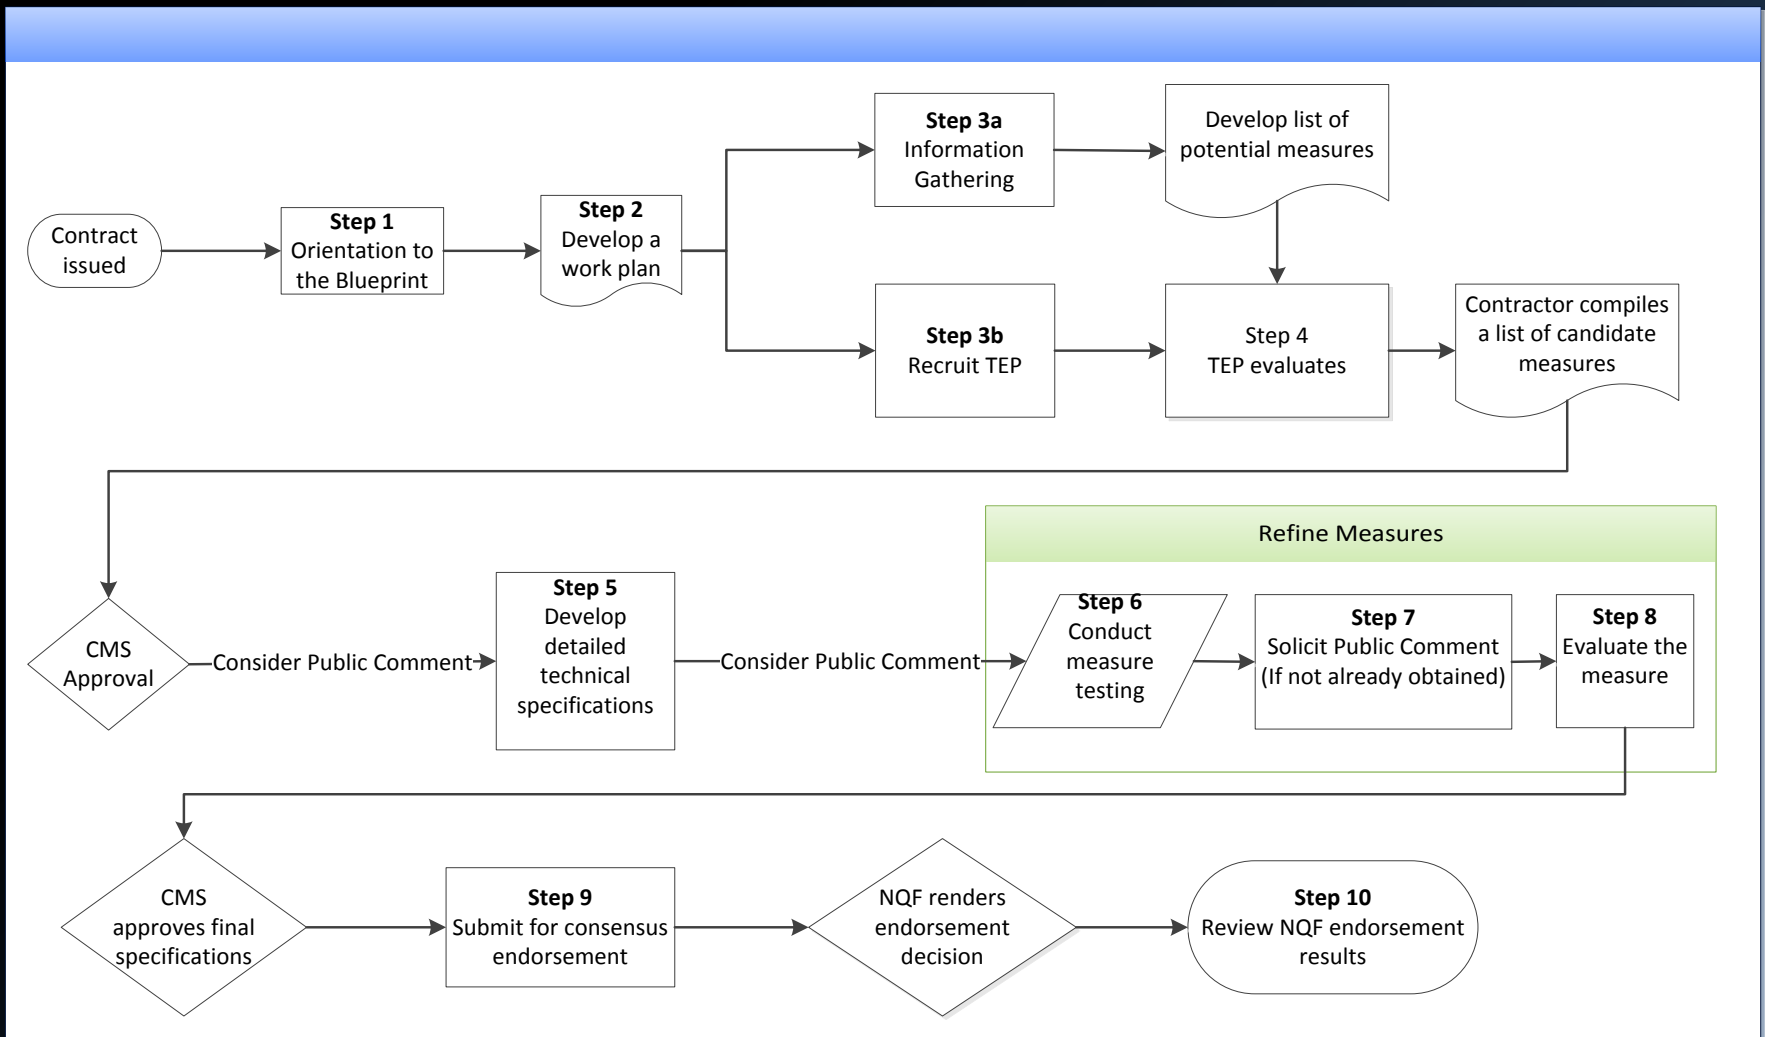 Contract
issued
Step 1
Orientation to
the Blueprint
Step 2
Develop a
work plan
Step 3a
Information
Gathering
Develop list of
potential measures
Step 3b
Recruit TEP
Step 4
TEP evaluates
Contractor compiles
a list of candidate
measures
CMS
Approval
Consider Public Comment
Step 5
Develop
detailed
technical
specifications
Consider Public Comment
Refine Measures
Step 6
Conduct
measure
testing
Step 7
Solicit Public Comment
(If not already obtained)
Step 8
Evaluate the
measure
CMS
approves final
specifications
Step 9
Submit for consensus
endorsement
NQF renders
endorsement
decision
Step 10
Review NQF endorsement
results